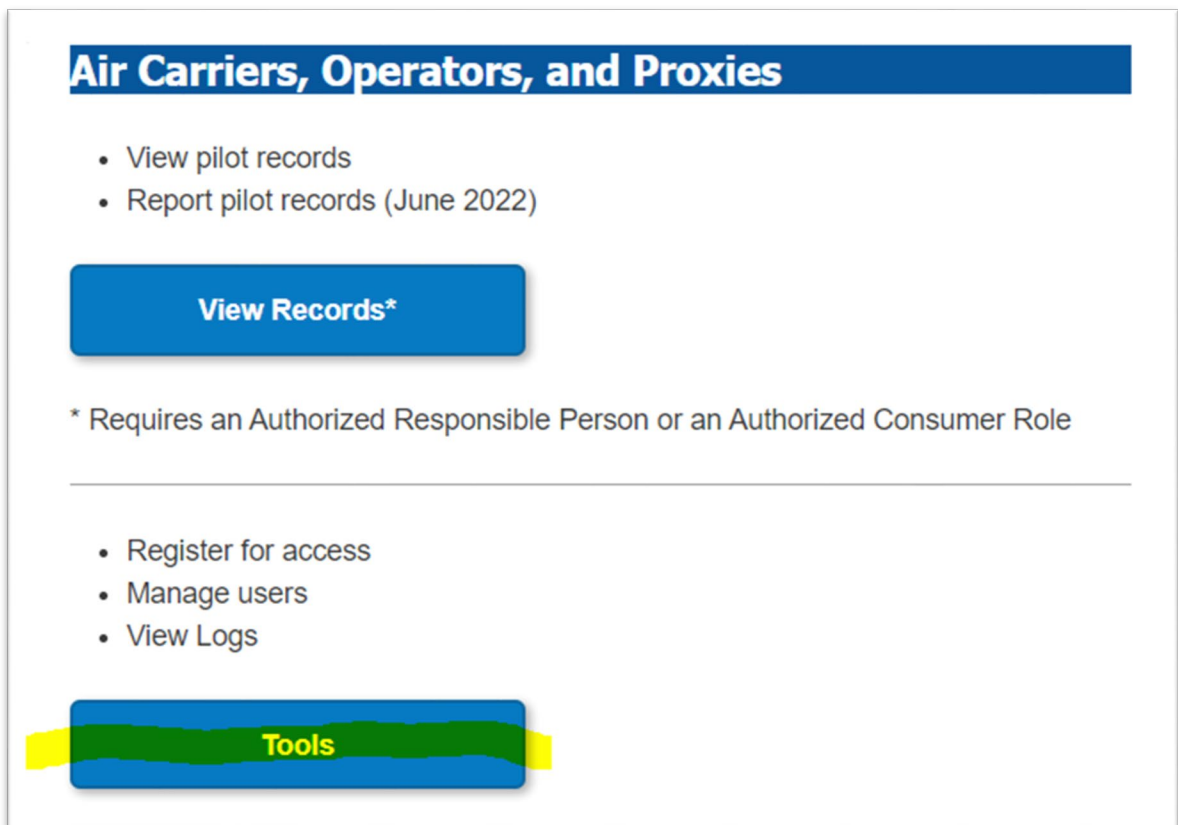 Air Carriers, Operators, and Proxies
• View pilot records
• Report pilot records (June 2022)
View Records*
* Requires an Authorized Responsible Person or an Authorized Consumer Role
• Register for access
• Manage users
• View Logs
Tools